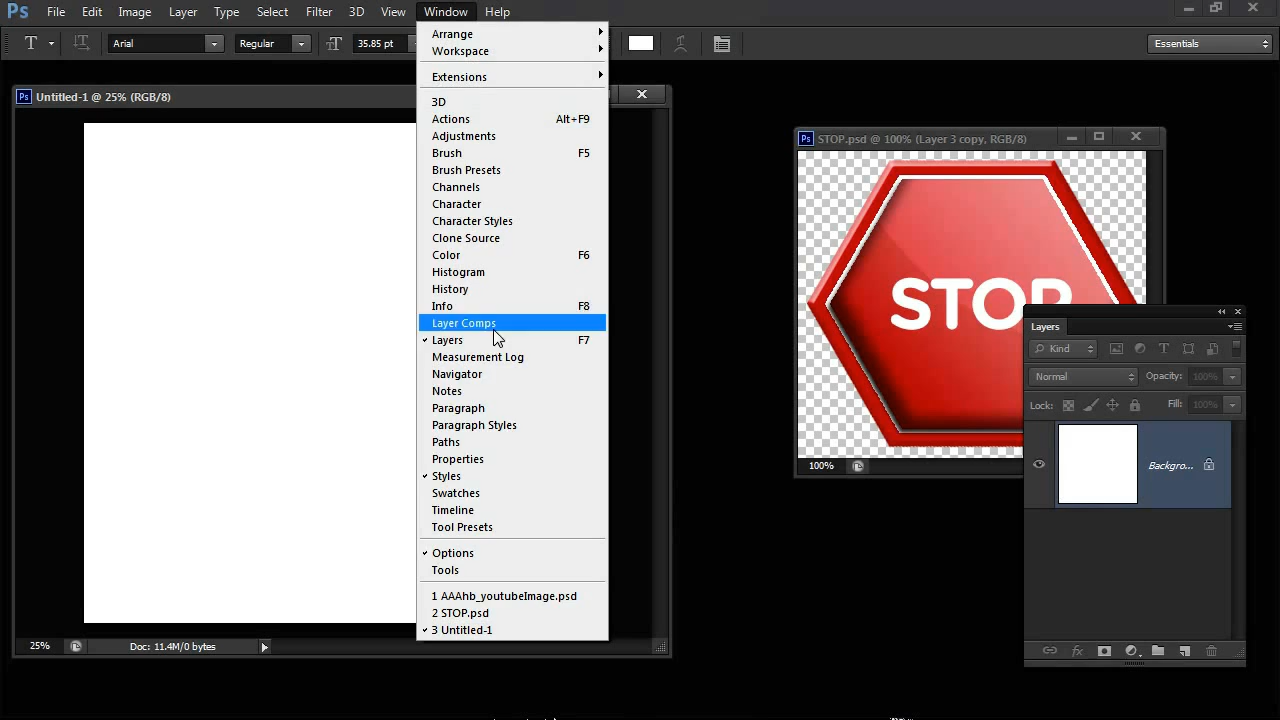 Ps File Edit Image Layer Type Select Filter 3D View Window Help
T Arial Regular 35.85 pt Essentials
Arrange
Workspace
Extensions
3D
Actions Alt+F9
Adjustments
Brush F5
Brush Presets
Channels
Character
Character Styles
Clone Source
Color F6
Histogram
History
Info F8
Layer Comps
Layers F7
Measurement Log
Navigator
Notes
Paragraph
Paragraph Styles
Paths
Properties
Styles
Swatches
Timeline
Tool Presets
Options
Tools
1 AAAhb_youtubeImage.psd
2 STOP.psd
3 Untitled-1
Ps Untitled-1 @ 25% (RGB/8)
25% Doc: 11.4M/0 bytes
Ps STOP.psd @ 100% (Layer 3 copy, RGB/8)
STOP
100%
Layers
Kind
Normal Opacity: 100%
Lock: Fill: 100%
Backgro...
fx